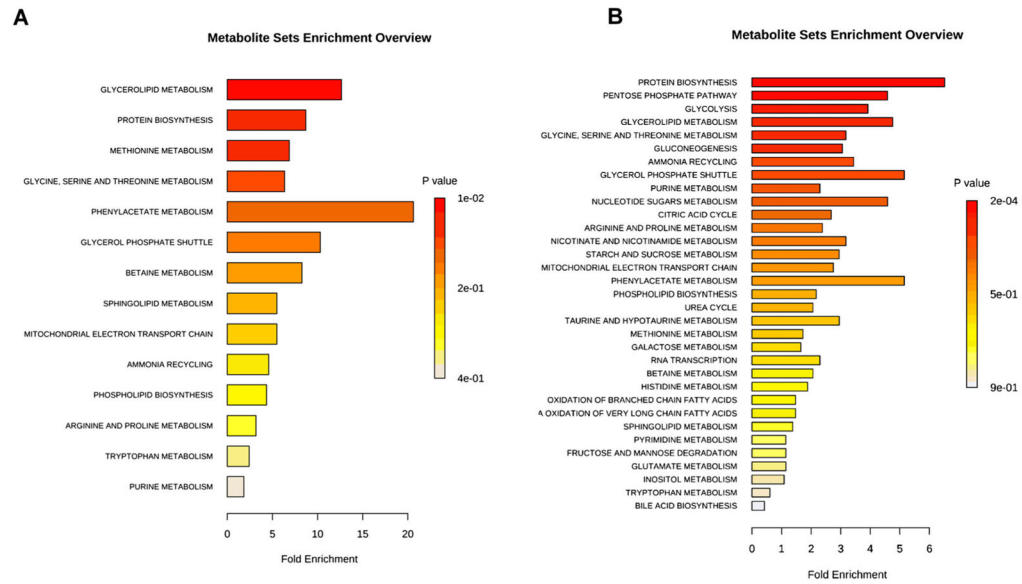 A
Metabolite Sets Enrichment Overview
GLYCEROLIPID METABOLISM
PROTEIN BIOSYNTHESIS
METHIONINE METABOLISM
GLYCINE, SERINE AND THREONINE METABOLISM
PHENYLACETATE METABOLISM
GLYCEROL PHOSPHATE SHUTTLE
BETAINE METABOLISM
SPHINGOLIPID METABOLISM
MITOCHONDRIAL ELECTRON TRANSPORT CHAIN
AMMONIA RECYCLING
PHOSPHOLIPID BIOSYNTHESIS
ARGININE AND PROLINE METABOLISM
TRYPTOPHAN METABOLISM
PURINE METABOLISM
0 5 10 15 20
Fold Enrichment
P value
1e-02
2e-01
4e-01
B
Metabolite Sets Enrichment Overview
PROTEIN BIOSYNTHESIS
PENTOSE PHOSPHATE PATHWAY
GLYCOLYSIS
GLYCEROLIPID METABOLISM
GLYCINE, SERINE AND THREONINE METABOLISM
GLUCONEOGENESIS
AMMONIA RECYCLING
GLYCEROL PHOSPHATE SHUTTLE
PURINE METABOLISM
NUCLEOTIDE SUGARS METABOLISM
CITRIC ACID CYCLE
ARGININE AND PROLINE METABOLISM
NICOTINATE AND NICOTINAMIDE METABOLISM
STARCH AND SUCROSE METABOLISM
MITOCHONDRIAL ELECTRON TRANSPORT CHAIN
PHENYLACETATE METABOLISM
PHOSPHOLIPID BIOSYNTHESIS
UREA CYCLE
TAURINE AND HYPOTAURINE METABOLISM
METHIONINE METABOLISM
GALACTOSE METABOLISM
RNA TRANSCRIPTION
BETAINE METABOLISM
HISTIDINE METABOLISM
OXIDATION OF BRANCHED CHAIN FATTY ACIDS
A OXIDATION OF VERY LONG CHAIN FATTY ACIDS
SPHINGOLIPID METABOLISM
PYRIMIDINE METABOLISM
FRUCTOSE AND MANNOSE DEGRADATION
GLUTAMATE METABOLISM
INOSITOL METABOLISM
TRYPTOPHAN METABOLISM
BILE ACID BIOSYNTHESIS
0 1 2 3 4 5 6
Fold Enrichment
P value
2e-04
5e-01
9e-01